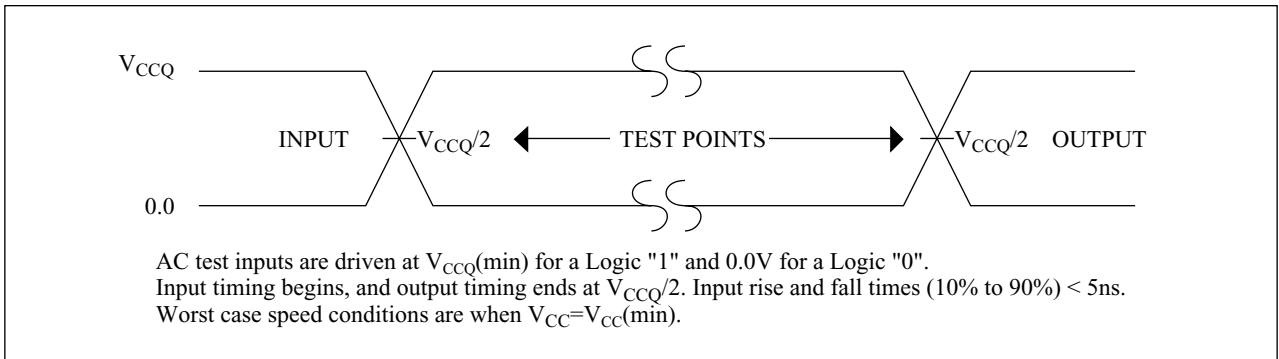 VCCQ
INPUT VCCQ/2 TEST POINTS VCCQ/2 OUTPUT
0.0
AC test inputs are driven at VCCQ(min) for a Logic "1" and 0.0V for a Logic "0".
Input timing begins, and output timing ends at VCCQ/2. Input rise and fall times (10% to 90%) < 5ns.
Worst case speed conditions are when VCC=VCC(min).